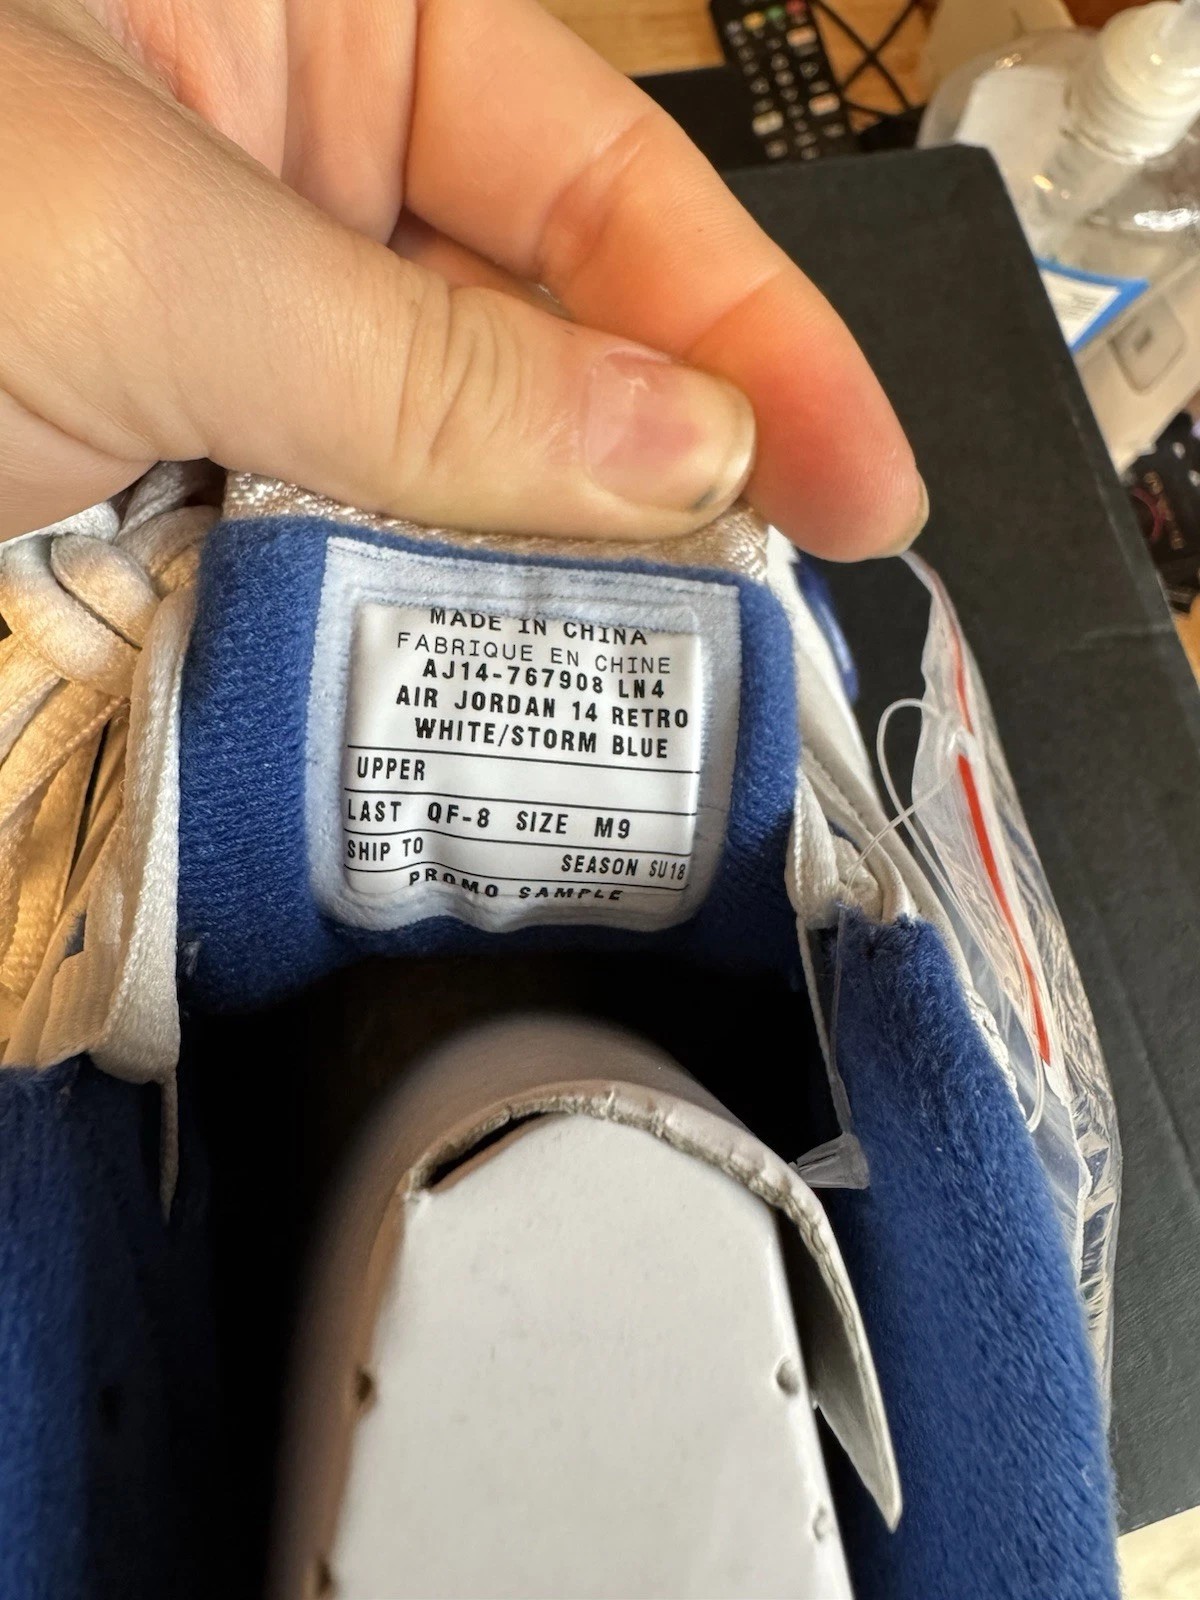 MADE IN CHINA
FABRIQUE EN CHINE
AJ14-767908 LN4
AIR JORDAN 14 RETRO
WHITE/STORM BLUE
UPPER
LAST QF-8 SIZE M9
SHIP TO
SEASON SU18
PROMO SAMPLE